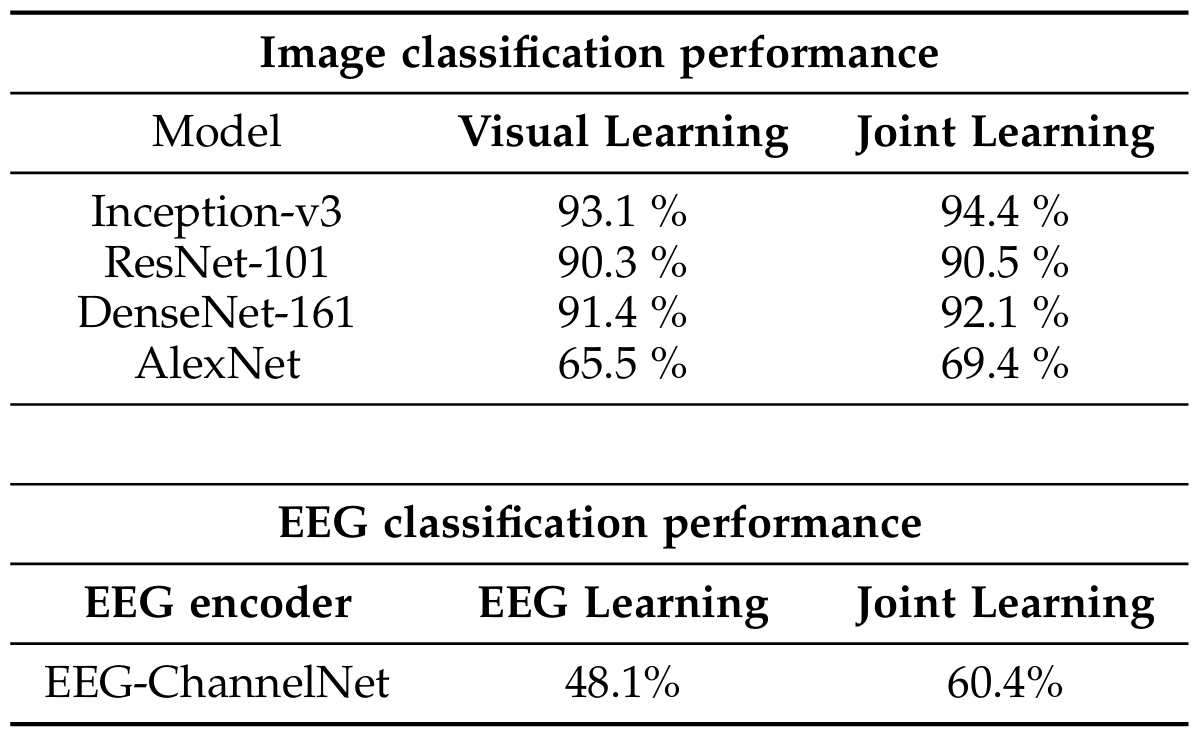 Image classification performance
Model Visual Learning Joint Learning
Inception-v3 93.1 % 94.4 %
ResNet-101 90.3 % 90.5 %
DenseNet-161 91.4 % 92.1 %
AlexNet 65.5 % 69.4 %
EEG classification performance
EEG encoder EEG Learning Joint Learning
EEG-ChannelNet 48.1% 60.4%